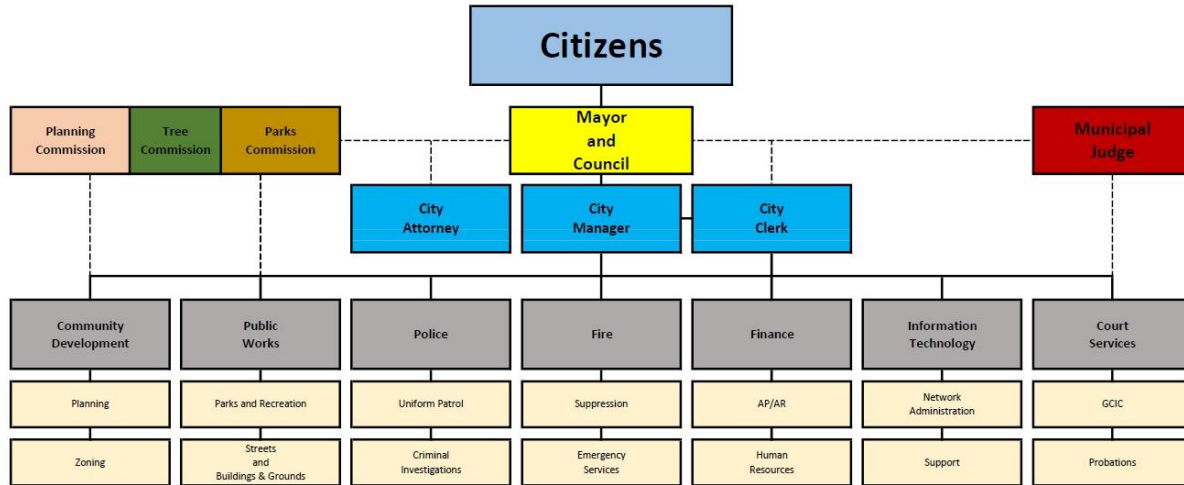 Citizens
Planning
Commission
Tree
Commission
Parks
Commission
Mayor
and
Council
Municipal
Judge
City
Attorney
City
Manager
City
Clerk
Community
Development
Public
Works
Police
Fire
Finance
Information
Technology
Court
Services
Planning
Parks and Recreation
Uniform Patrol
Suppression
AP/AR
Network
Administration
GCIC
Zoning
Streets
and
Buildings & Grounds
Criminal
Investigations
Emergency
Services
Human
Resources
Support
Probations